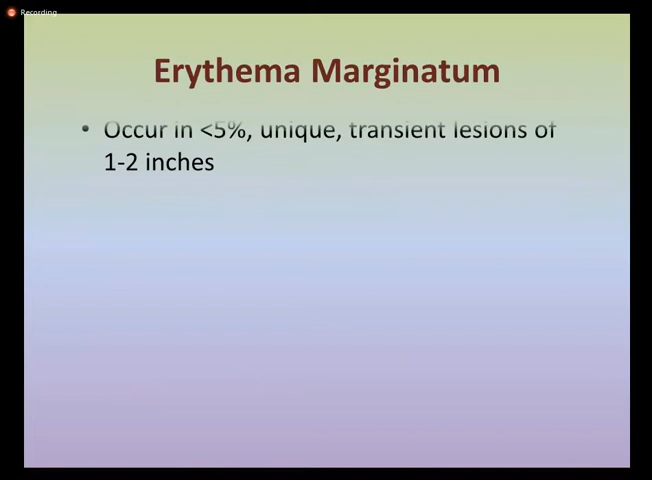 Recording
Erythema Marginatum
• Occur in <5%, unique, transient lesions of
1-2 inches